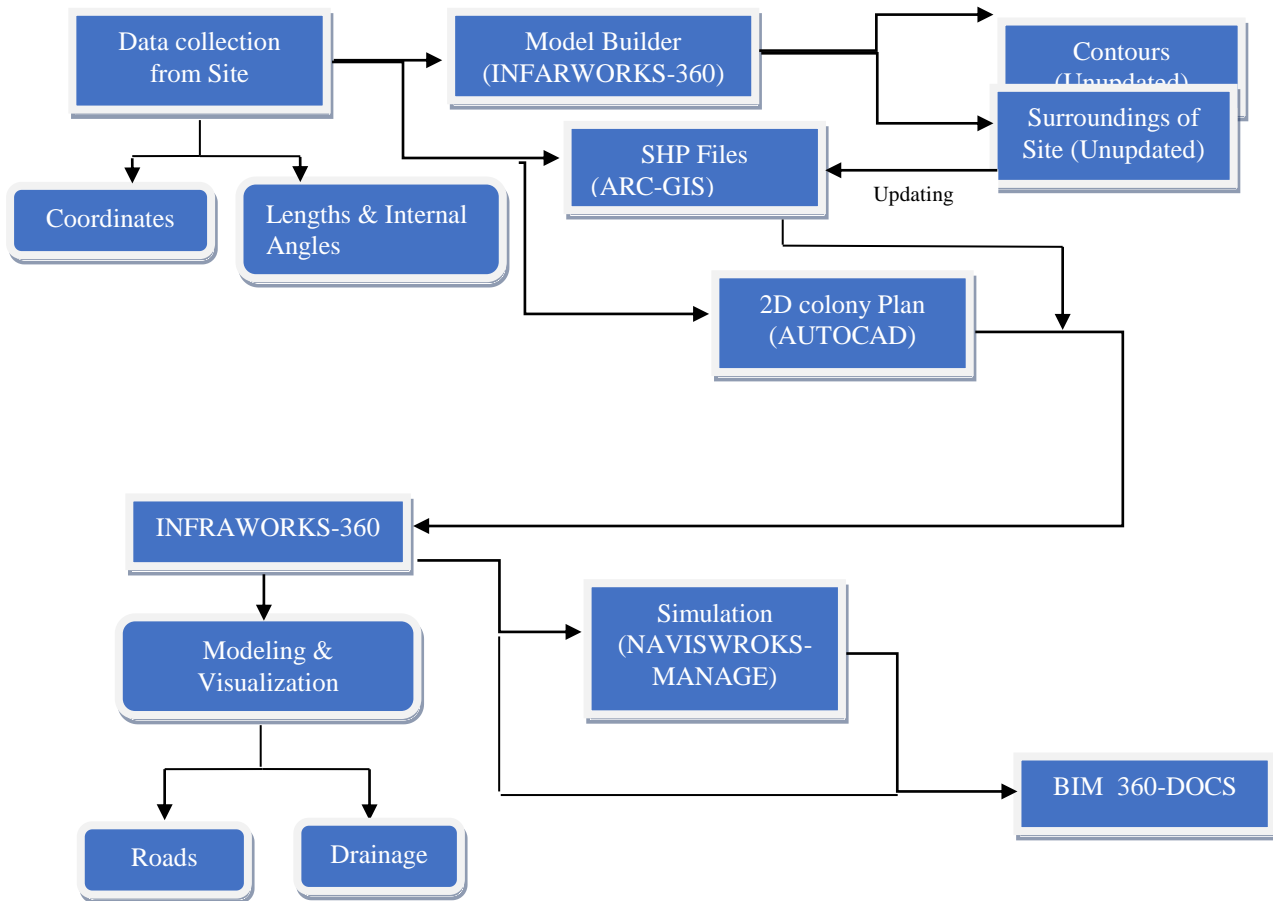 Data collection
from Site
Model Builder
(INFARWORKS-360)
Contours
(Unupdated)
Surroundings of
Site (Unupdated)
SHP Files
(ARC-GIS)
Updating
Coordinates
Lengths & Internal
Angles
2D colony Plan
(AUTOCAD)
INFRAWORKS-360
Simulation
(NAVISWROKS-
MANAGE)
Modeling &
Visualization
BIM 360-DOCS
Roads
Drainage